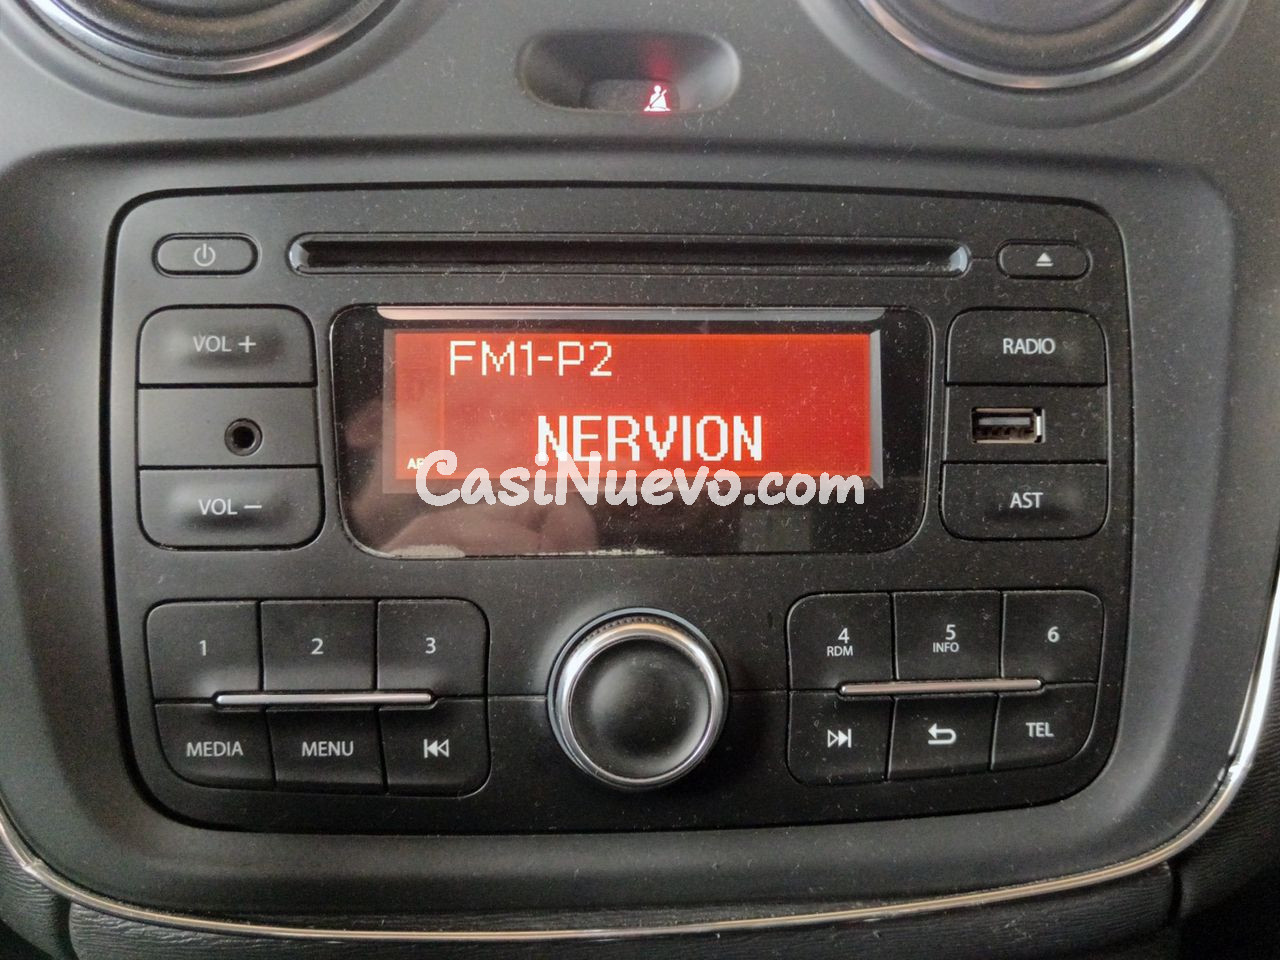 VOL +
RADIO
FM1-P2
NERVION
CasiNuevo.com
VOL −
AST
1
2
3
4
RDM
5
INFO
6
MEDIA
MENU
TEL